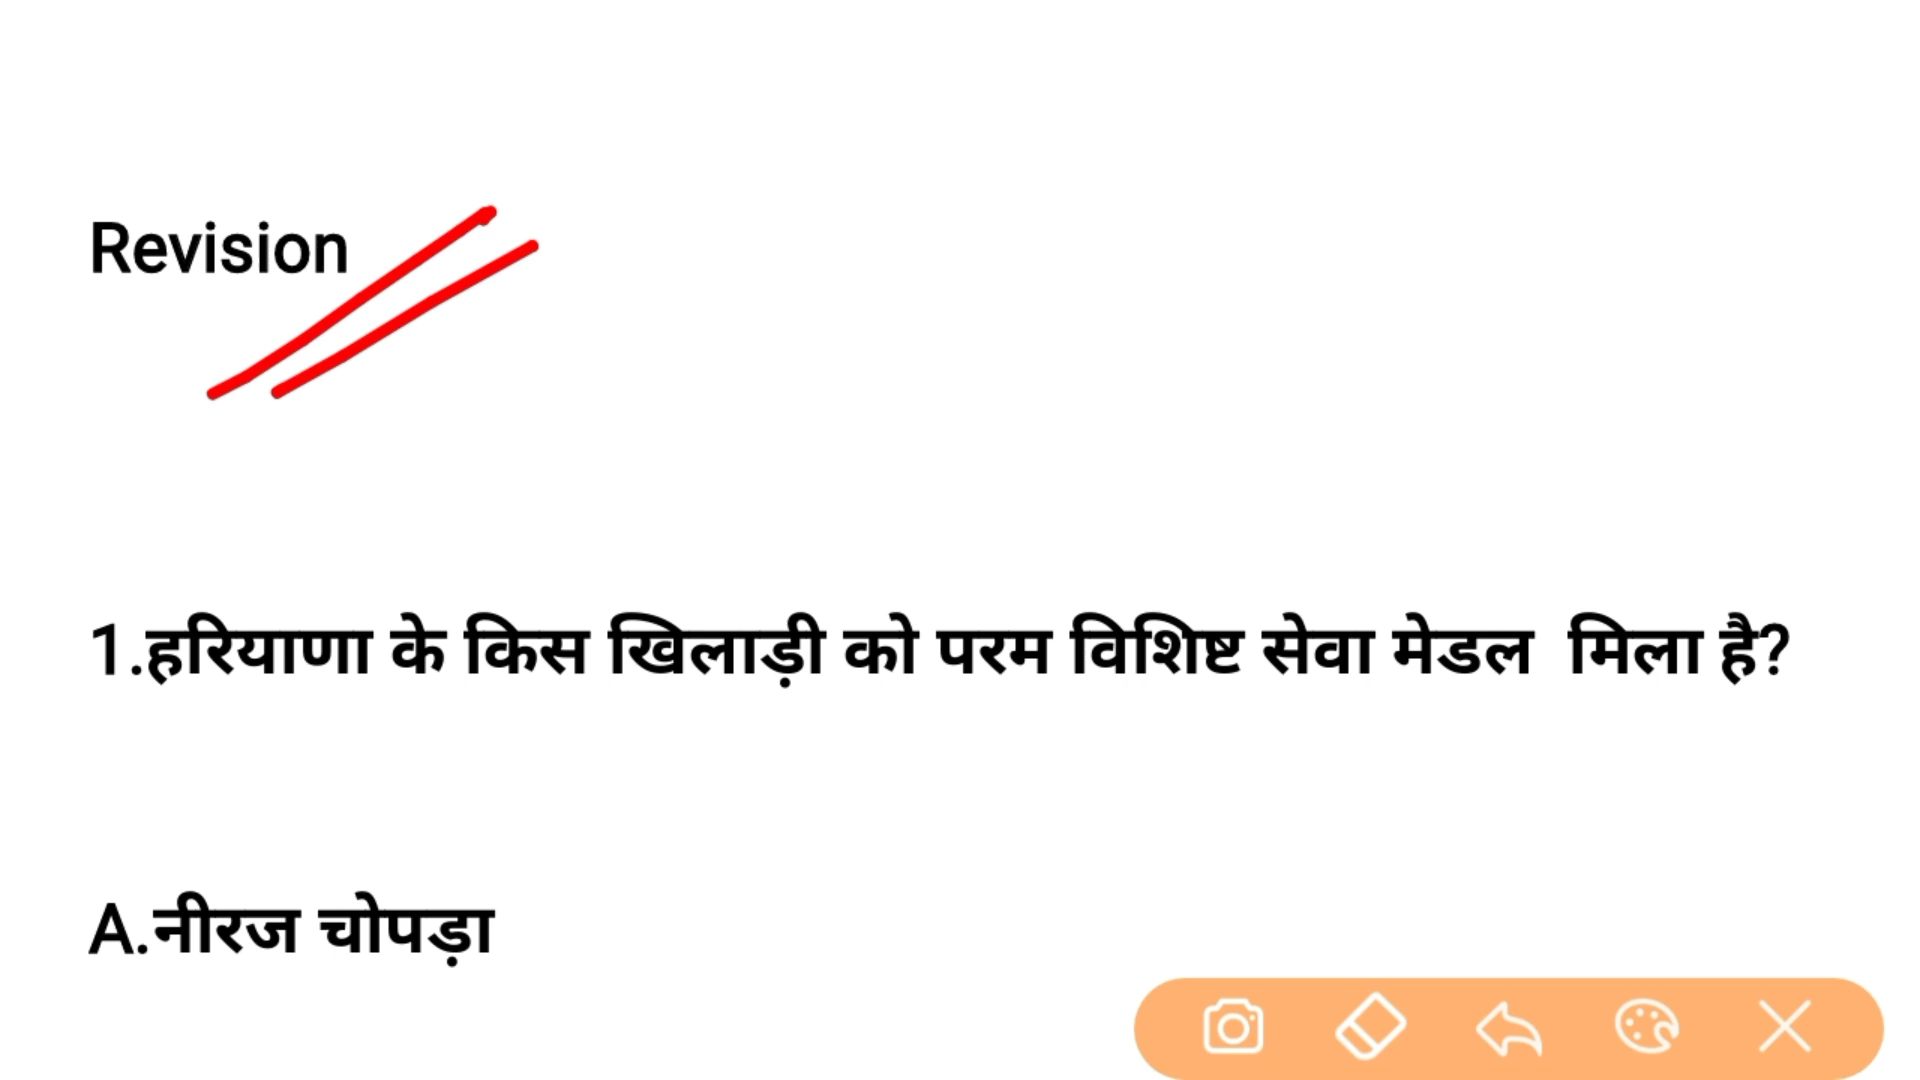 Revision
1.हरियाणा के किस खिलाड़ी को परम विशिष्ट सेवा मेडल  मिला है?
A.नीरज चोपड़ा